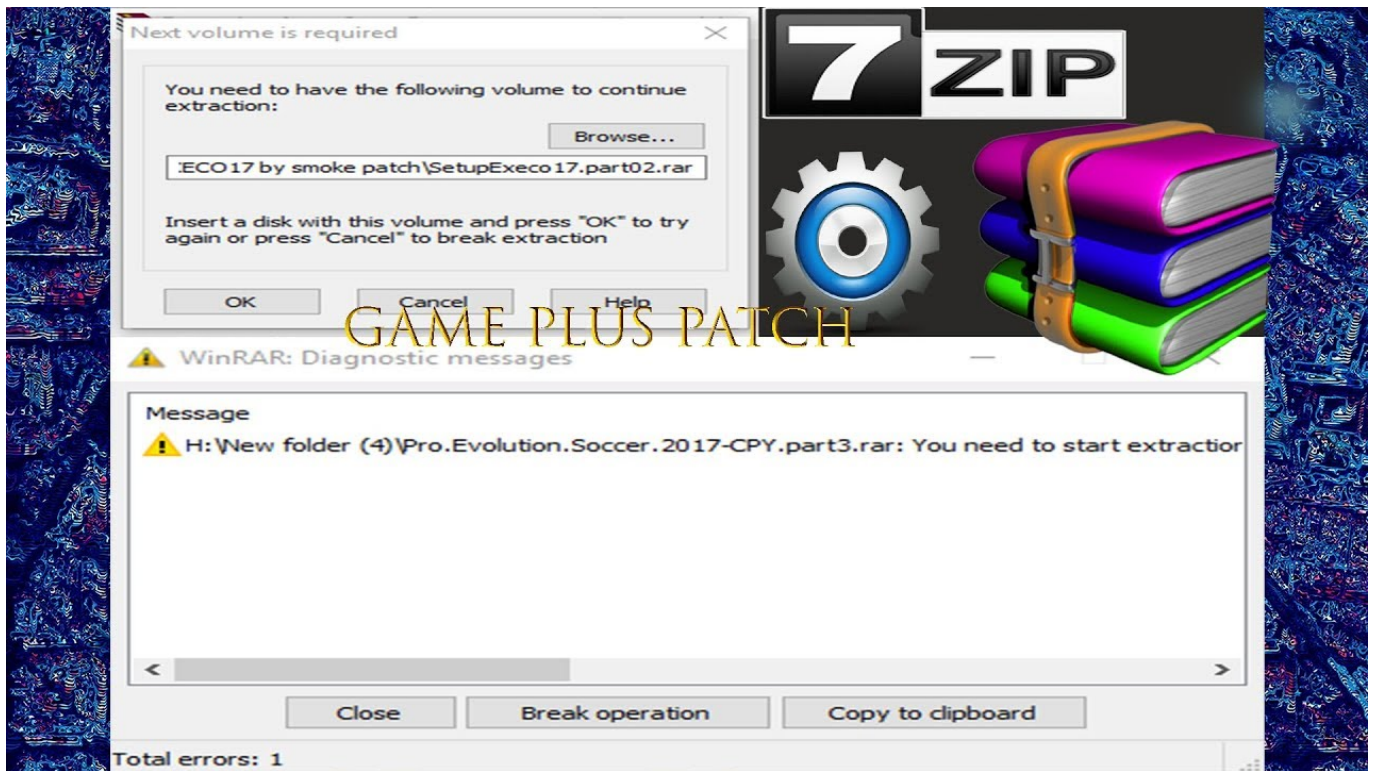 Next volume is required
You need to have the following volume to continue
extraction:
Browse...
:ECO17 by smoke patch\SetupExeco17.part02.rar
Insert a disk with this volume and press "OK" to try
again or press "Cancel" to break extraction
OK Cancel Help
7 ZIP
GAME PLUS PATCH
WinRAR: Diagnostic messages
Message
H:\New folder (4)\Pro.Evolution.Soccer.2017-CPY.part3.rar: You need to start extraction
Close Break operation Copy to clipboard
Total errors: 1